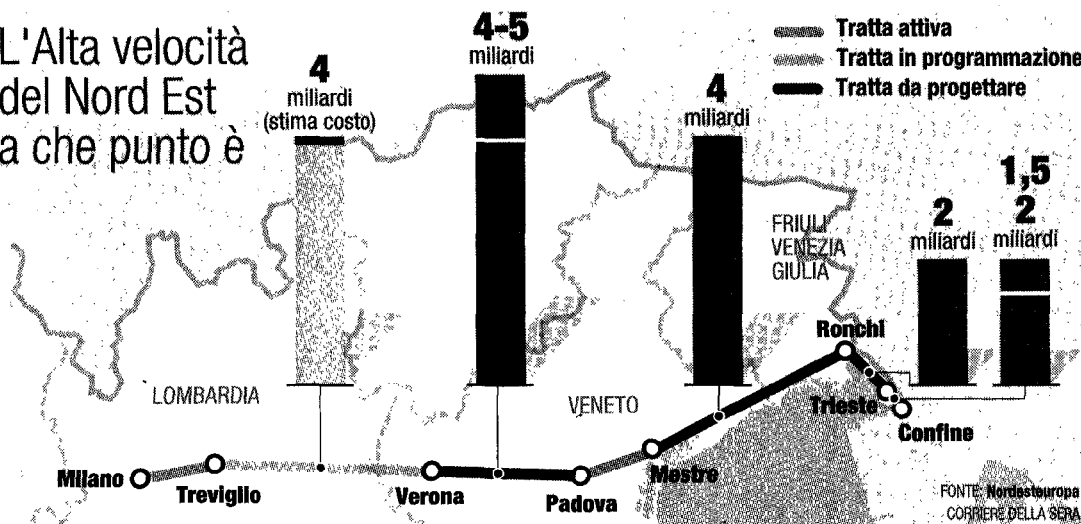 L'Alta velocità
del Nord Est
a che punto è
4
miliardi
(stima costo)
4-5
miliardi
4
miliardi
2
miliardi
1,5
2
miliardi
Tratta attiva
Tratta in programmazione
Tratta da progettare
LOMBARDIA
VENETO
FRIULI
VENEZIA
GIULIA
Milano
Treviglio
Verona
Padova
Mestre
Ronchi
Trieste
Confine
FONTE: Nordesteuropa
CORRIERE DELLA SERA